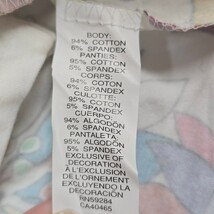 BODY:
94% COTTON
6% SPANDEX
PANTIES:
95% COTTON
5% SPANDEX
CORPS:
94% COTON
6% SPANDEX
CULOTTE:
95% COTON
5% SPANDEX
CUERPO:
94% ALGODÓN
6% SPANDEX
PANTALETA:
95% ALGODÓN
5% SPANDEX
EXCLUSIVE OF
DECORATION
À L'EXCLUSION
DE L'ORNEMENT
EXCLUYENDO LA
DECORACIÓN
RN59284
CA40465